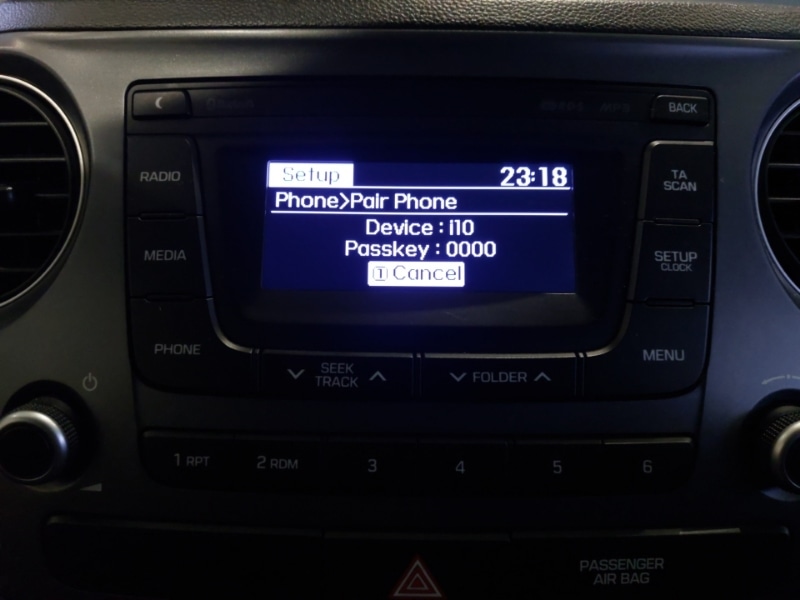 Bluetooth
BACK
RADIO
MEDIA
PHONE
Setup 23:18
Phone>Pair Phone
Device : i10
Passkey : 0000
1 Cancel
TA
SCAN
SETUP
CLOCK
MENU
SEEK
TRACK
FOLDER
1 RPT
2 RDM
3
4
5
6
PASSENGER
AIR BAG